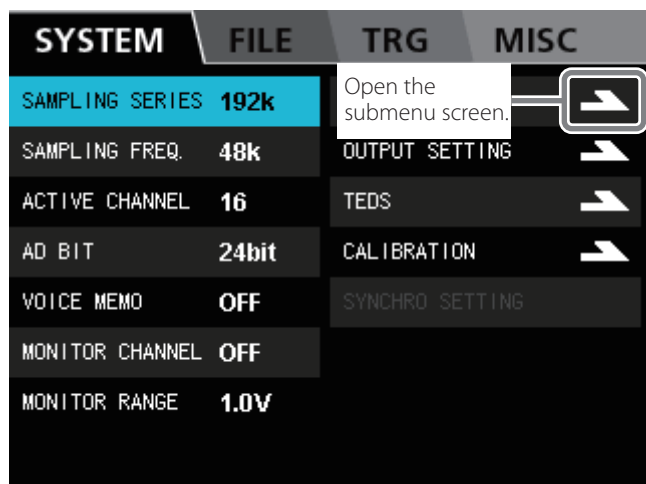 SYSTEM FILE TRG MISC
SAMPLING SERIES 192k
SAMPLING FREQ. 48k
ACTIVE CHANNEL 16
AD BIT 24bit
VOICE MEMO OFF
MONITOR CHANNEL OFF
MONITOR RANGE 1.0V
Open the
submenu screen.
OUTPUT SETTING
TEDS
CALIBRATION
SYNCHRO SETTING